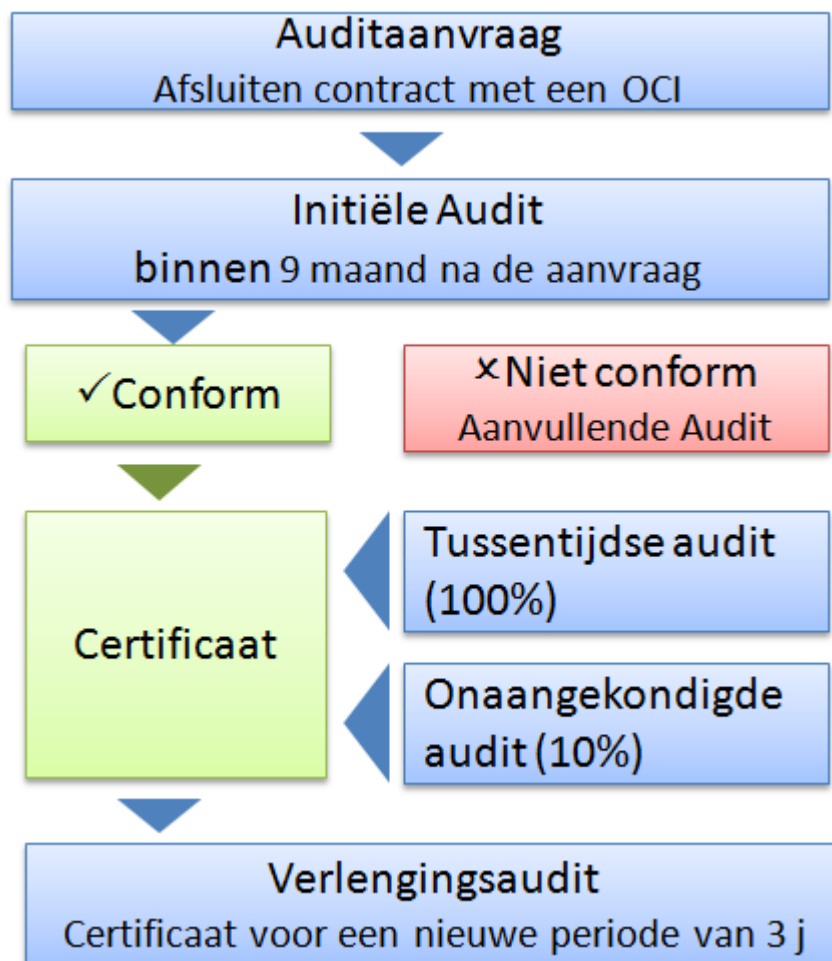 Auditaanvraag
Afsluiten contract met een OCI
Initiële Audit
binnen 9 maand na de aanvraag
✓Conform
×Niet conform
Aanvullende Audit
Certificaat
Tussentijdse audit
(100%)
Onaangekondigde
audit (10%)
Verlengingsaudit
Certificaat voor een nieuwe periode van 3 j